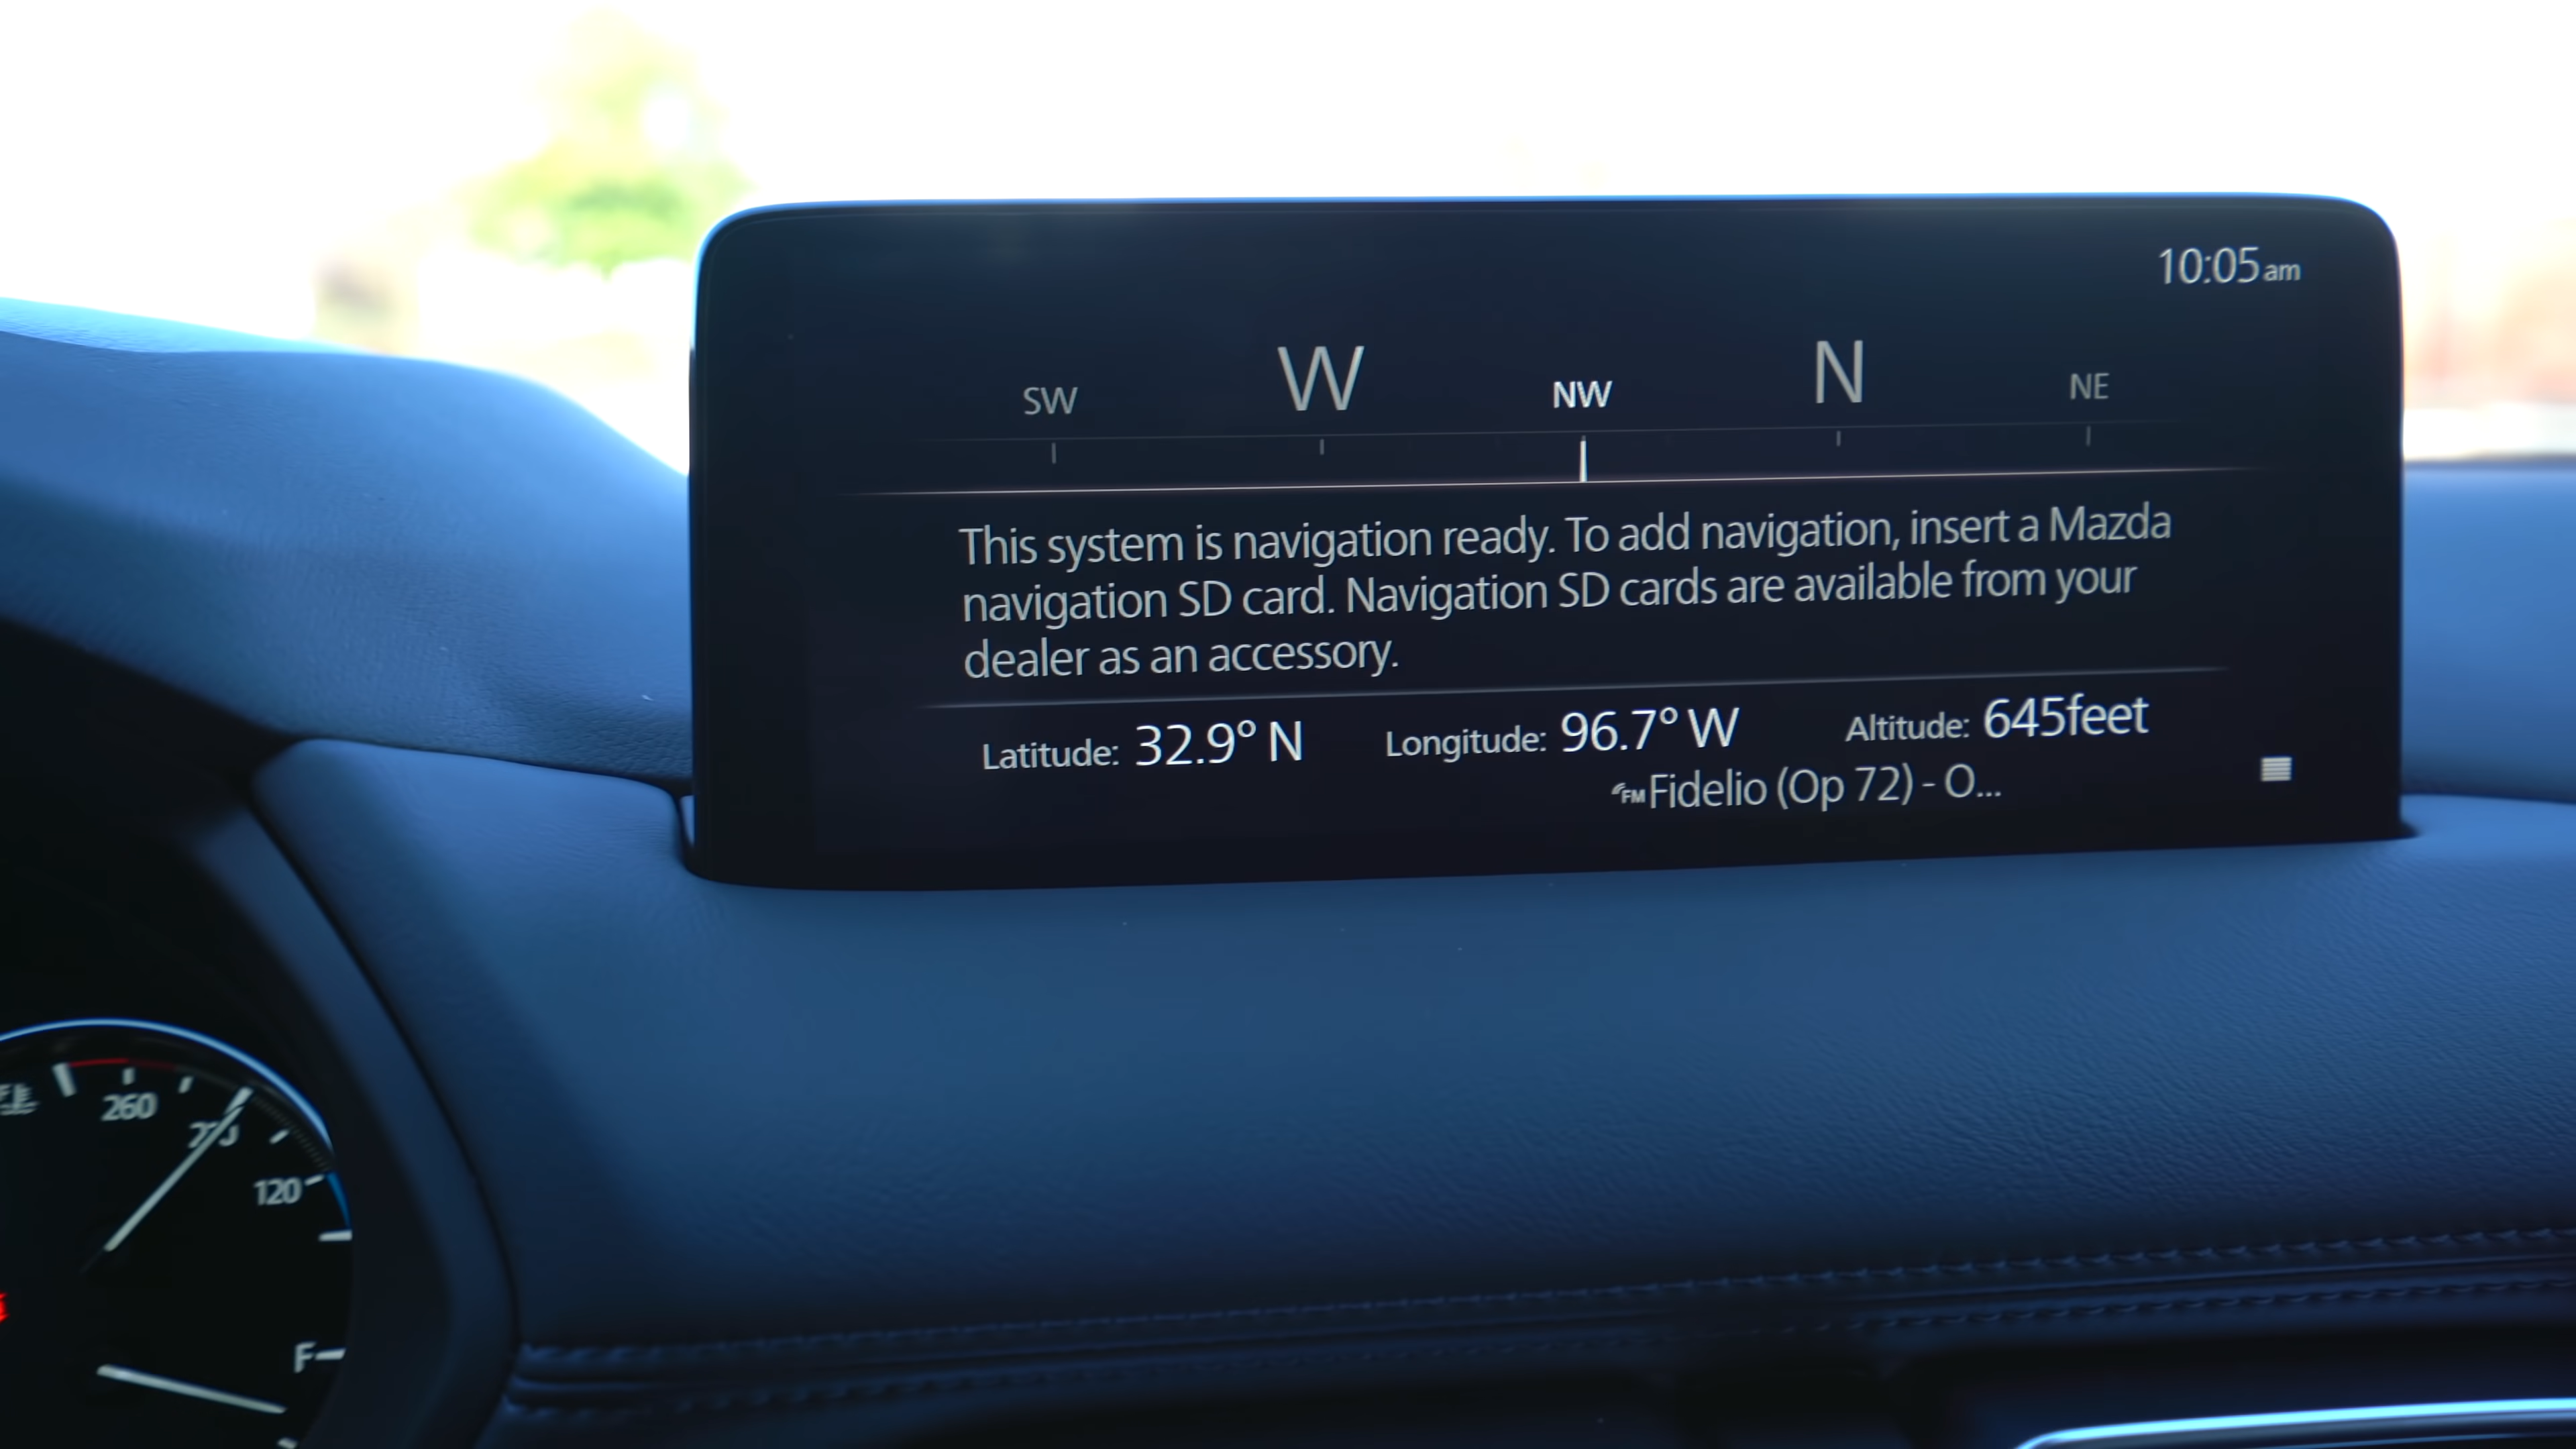 10:05am
SW W NW N NE
This system is navigation ready. To add navigation, insert a Mazda
navigation SD card. Navigation SD cards are available from your
dealer as an accessory.
Latitude: 32.9° N Longitude: 96.7° W Altitude: 645feet
FM Fidelio (Op 72) - O...
260
120
F